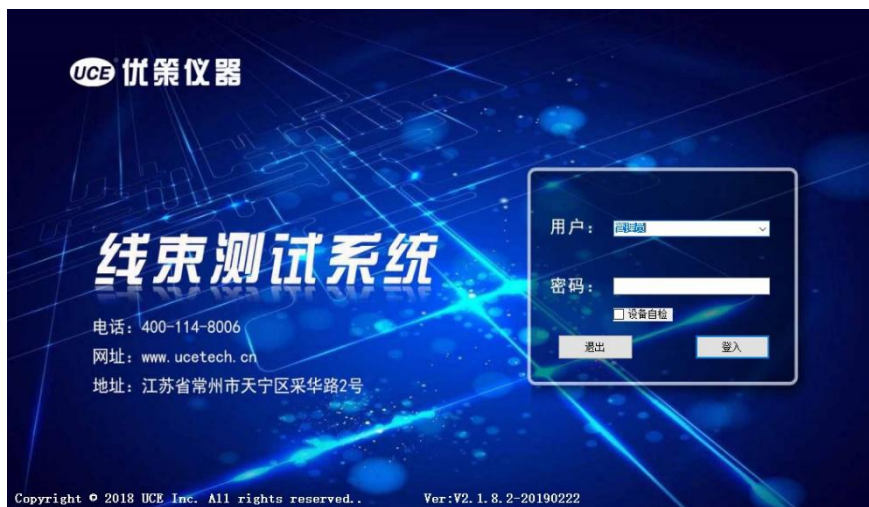 UCE 优策仪器
线束测试系统
电话：400-114-8006
网址：www.ucetech.cn
地址：江苏省常州市天宁区采华路2号
用户：管理员
密码：
设备自检
退出
登入
Copyright © 2018 UCE Inc. All rights reserved..
Ver:V2.1.8.2-20190222